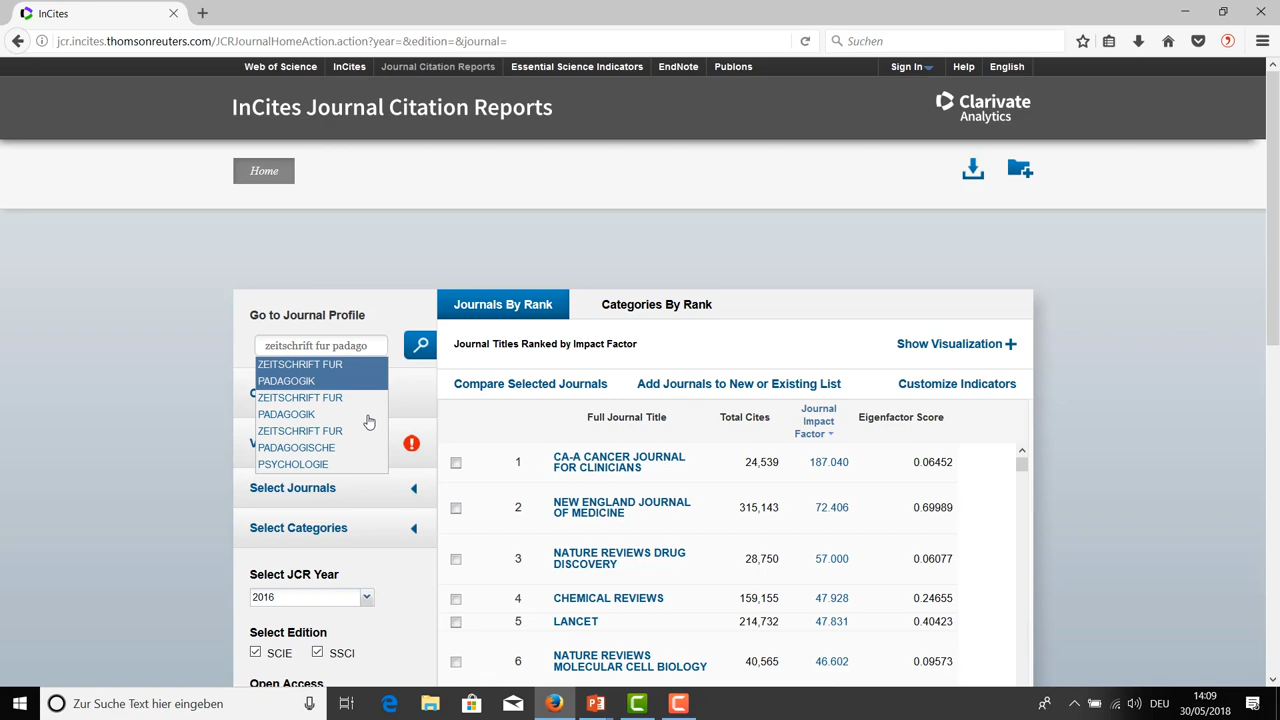 InCites
jcr.incites.thomsonreuters.com/JCRJournalHomeAction.action?year=&edition=&journal=
Suchen
Web of Science InCites Journal Citation Reports Essential Science Indicators EndNote Publons Sign In Help English
InCites Journal Citation Reports
Clarivate
Analytics
Home
Go to Journal Profile
zeitschrift fur padago
ZEITSCHRIFT FUR
PADAGOGIK
ZEITSCHRIFT FUR
PADAGOGIK
ZEITSCHRIFT FUR
PADAGOGISCHE
PSYCHOLOGIE
Select Journals
Select Categories
Select JCR Year
2016
Select Edition
SCIE SSCI
Open Access
Journals By Rank Categories By Rank
Journal Titles Ranked by Impact Factor Show Visualization +
Compare Selected Journals Add Journals to New or Existing List Customize Indicators
Full Journal Title Total Cites Journal Impact Factor Eigenfactor Score
1 CA-A CANCER JOURNAL FOR CLINICIANS 24,539 187.040 0.06452
2 NEW ENGLAND JOURNAL OF MEDICINE 315,143 72.406 0.69989
3 NATURE REVIEWS DRUG DISCOVERY 28,750 57.000 0.06077
4 CHEMICAL REVIEWS 159,155 47.928 0.24655
5 LANCET 214,732 47.831 0.40423
6 NATURE REVIEWS MOLECULAR CELL BIOLOGY 40,565 46.602 0.09573
Zur Suche Text hier eingeben
DEU
14:09
30/05/2018